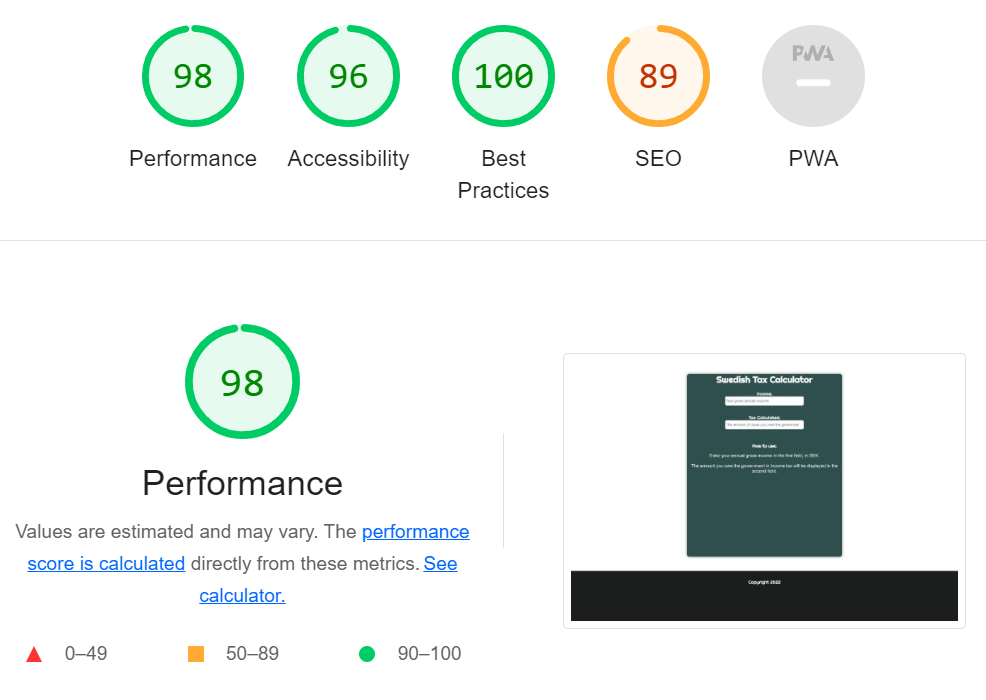 98
96
100
89
PWA
Performance
Accessibility
Best
Practices
SEO
PWA
98
Performance
Values are estimated and may vary. The performance
score is calculated directly from these metrics. See
calculator.
0–49
50–89
90–100
Swedish Tax Calculator
Income:
Your gross annual income
Tax Calculated:
The amount of taxes you owe the government
How to use:
Enter your annual gross income in the first field, in SEK.
The amount you owe the government in income tax will be displayed in the
second field.
Copyright 2022